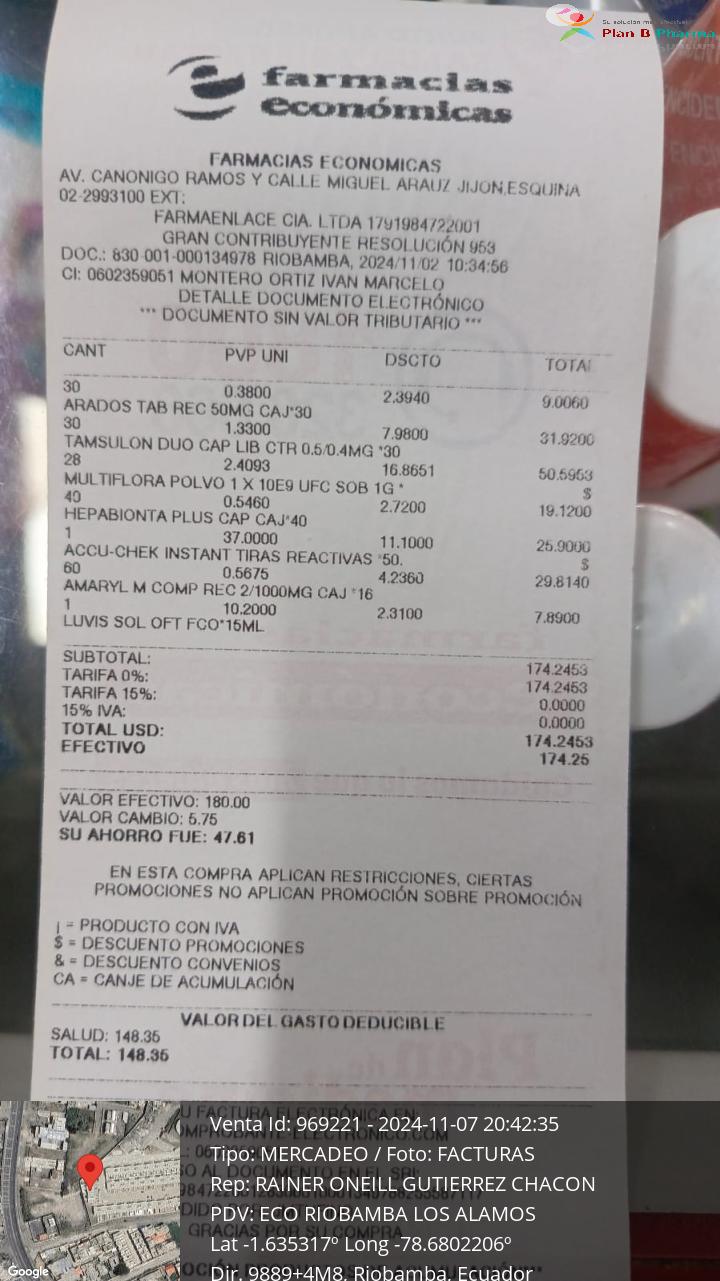 Su solución más efectiva!
Plan B Pharma
farmacias
económicas
FARMACIAS ECONOMICAS
AV. CANONIGO RAMOS Y CALLE MIGUEL ARAUZ JIJON,ESQUINA
02-2993100 EXT:
FARMAENLACE CIA. LTDA 1791984722001
GRAN CONTRIBUYENTE RESOLUCIÓN 953
DOC.: 830-001-000134978 RIOBAMBA, 2024/11/02 10:34:56
CI: 0602359051 MONTERO ORTIZ IVAN MARCELO
DETALLE DOCUMENTO ELECTRÓNICO
*** DOCUMENTO SIN VALOR TRIBUTARIO ***
CANT PVP UNI DSCTO TOTAL
30 0.3800 2.3940 9.0060
ARADOS TAB REC 50MG CAJ*30
30 1.3300 7.9800 31.9200
TAMSULON DUO CAP LIB CTR 0.5/0.4MG *30
28 2.4093 16.8651 50.5953
MULTIFLORA POLVO 1 X 10E9 UFC SOB 1G * $
40 0.5460 2.7200 19.1200
HEPABIONTA PLUS CAP CAJ*40
1 37.0000 11.1000 25.9000
ACCU-CHEK INSTANT TIRAS REACTIVAS *50. $
60 0.5675 4.2360 29.8140
AMARYL M COMP REC 2/1000MG CAJ *16
1 10.2000 2.3100 7.8900
LUVIS SOL OFT FCO*15ML
SUBTOTAL: 174.2453
TARIFA 0%: 174.2453
TARIFA 15%: 0.0000
15% IVA: 0.0000
TOTAL USD: 174.2453
EFECTIVO 174.25
VALOR EFECTIVO: 180.00
VALOR CAMBIO: 5.75
SU AHORRO FUE: 47.61
EN ESTA COMPRA APLICAN RESTRICCIONES, CIERTAS
PROMOCIONES NO APLICAN PROMOCIÓN SOBRE PROMOCIÓN
¡ = PRODUCTO CON IVA
$ = DESCUENTO PROMOCIONES
& = DESCUENTO CONVENIOS
CA = CANJE DE ACUMULACIÓN
VALOR DEL GASTO DEDUCIBLE
SALUD: 148.35
TOTAL: 148.35
U FACTURA ELECTRÓNICA EN:
Venta Id: 969221 - 2024-11-07 20:42:35
Tipo: MERCADEO / Foto: FACTURAS
Rep: RAINER ONEILL GUTIERREZ CHACON
PDV: ECO RIOBAMBA LOS ALAMOS
GRACIAS POR SU COMPRA
Lat -1.635317º Long -78.6802206º
Dir. 9889+4M8, Riobamba, Ecuador
Google